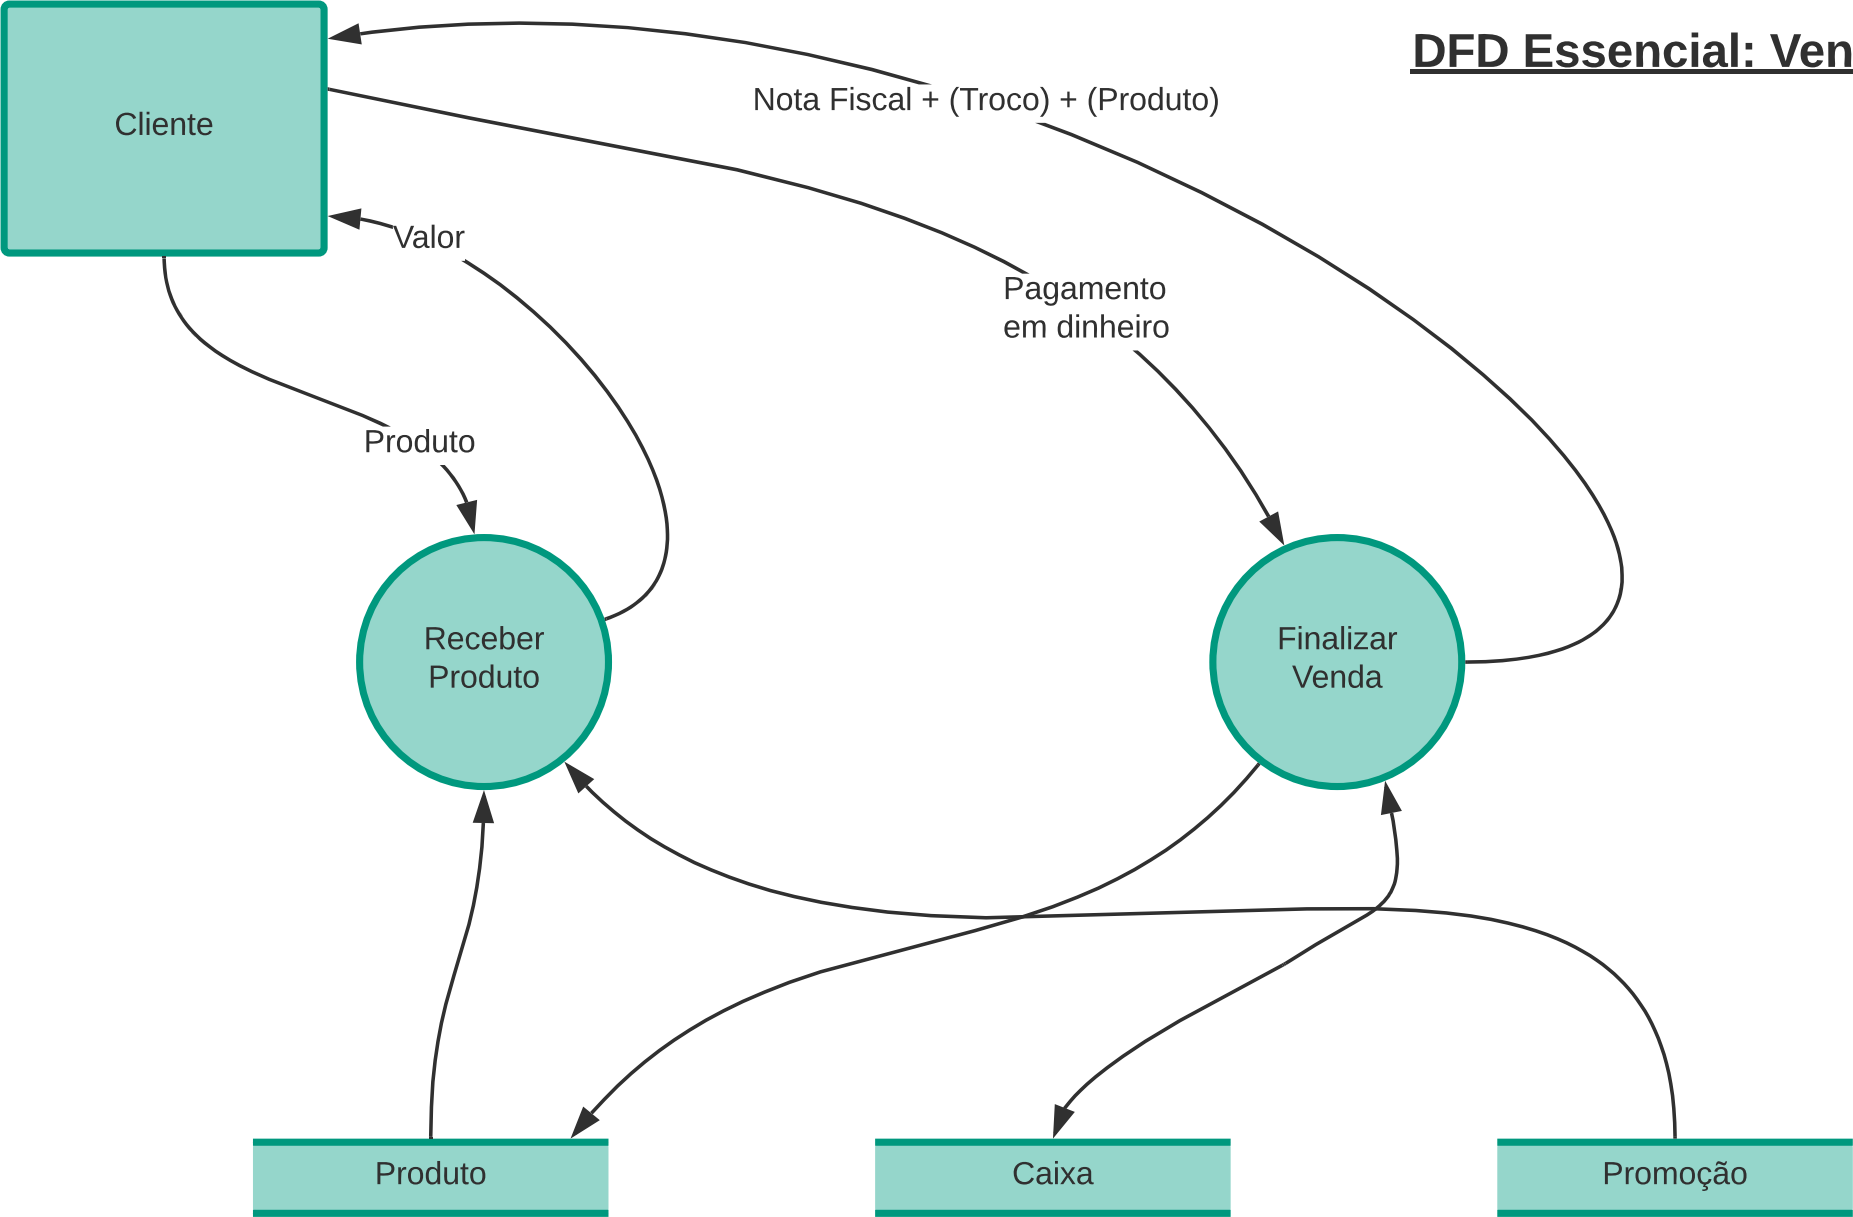 DFD Essencial: Ven
Cliente
Nota Fiscal + (Troco) + (Produto)
Valor
Pagamento
em dinheiro
Produto
Receber
Produto
Finalizar
Venda
Produto
Caixa
Promoção